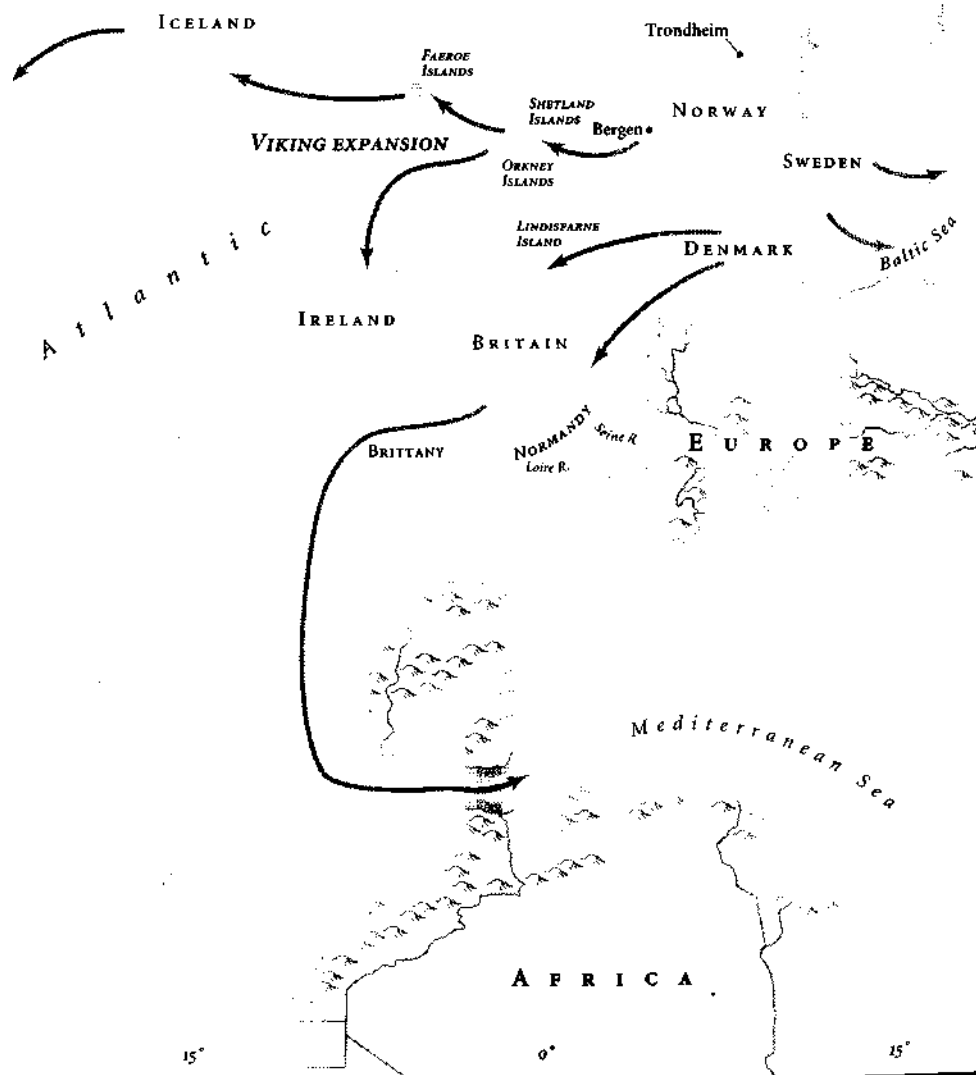 ICELAND
Trondheim
FAEROE
ISLANDS
SHETLAND
ISLANDS
NORWAY
Bergen
VIKING EXPANSION
SWEDEN
ORKNEY
ISLANDS
LINDISFARNE
ISLAND
DENMARK
Baltic Sea
Atlantic
IRELAND
BRITAIN
NORMANDY
Seine R
BRITTANY
Loire R.
EUROPE
Mediterranean Sea
AFRICA
15°
0°
15°